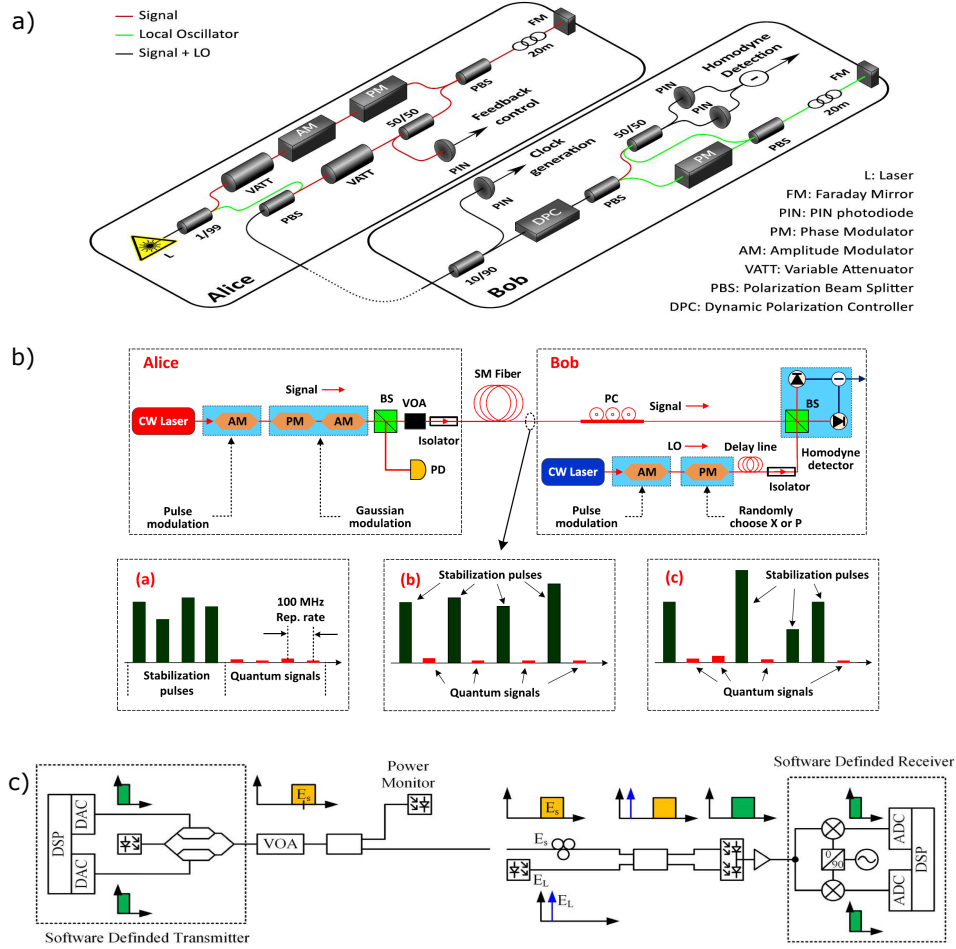 a)
Signal
Local Oscillator
Signal + LO
FM
20m
PBS
PM
AM
VATT
50/50
Feedback
control
PIN
VATT
PBS
1/99
L
Alice
Homodyne
Detection
PIN
PIN
FM
20m
50/50
PBS
PM
Clock
generation
PIN
PBS
DPC
10/90
Bob
L: Laser
FM: Faraday Mirror
PIN: PIN photodiode
PM: Phase Modulator
AM: Amplitude Modulator
VATT: Variable Attenuator
PBS: Polarization Beam Splitter
DPC: Dynamic Polarization Controller
b)
Alice
Signal
CW Laser
AM
PM
AM
BS
VOA
Isolator
PD
Pulse
modulation
Gaussian
modulation
SM Fiber
Bob
PC
Signal
BS
Homodyne
detector
LO
Delay line
CW Laser
AM
PM
Isolator
Pulse
modulation
Randomly
choose X or P
(a)
100 MHz
Rep. rate
Stabilization
pulses
Quantum signals
(b)
Stabilization pulses
Quantum signals
(c)
Stabilization pulses
Quantum signals
c)
DSP
DAC
DAC
Es
VOA
Power
Monitor
Software Definded Transmitter
Es
Es
EL
EL
Software Definded Receiver
0
90
ADC
ADC
DSP